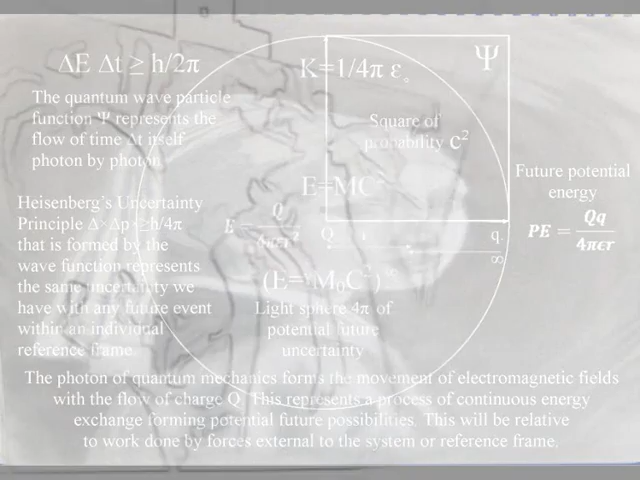 ΔE Δt ≥ h/2π
K=1/4π ε。
Ψ
The quantum wave particle
function Ψ represents the
flow of time Δt itself
photon by photon
Square of
probability c²
Future potential
energy
PE = Qq/4πϵr
E=MC²
Heisenberg's Uncertainty
Principle Δ×Δp×≥h/4π
that is formed by the
wave function represents
the same uncertainty we
have with any future event
within an individual
reference frame
E = Q/4πϵr²
Q
r
q.
∞
(E=M₀C²)∞
Light sphere 4π of
potential future
uncertainty
The photon of quantum mechanics forms the movement of electromagnetic fields
with the flow of charge Q. This represents a process of continuous energy
exchange forming potential future possibilities. This will be relative
to work done by forces external to the system or reference frame.